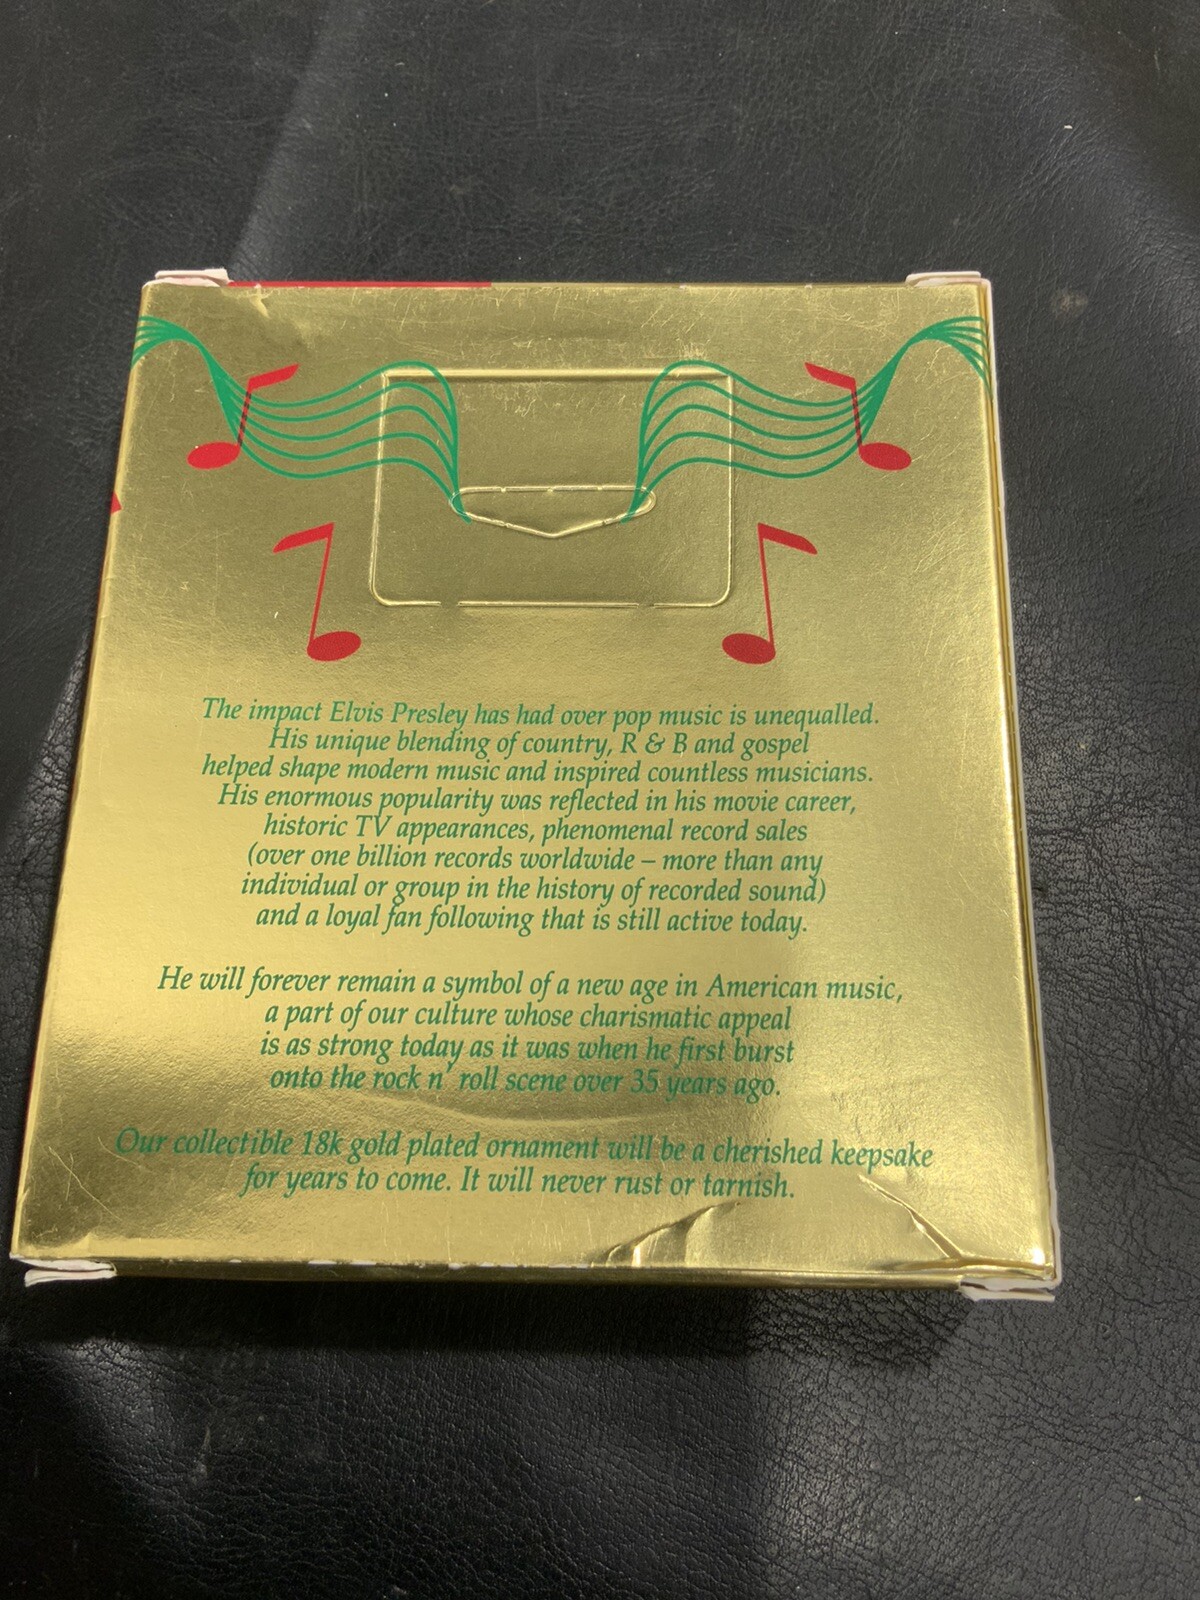 The impact Elvis Presley has had over pop music is unequalled.
His unique blending of country, R & B and gospel
helped shape modern music and inspired countless musicians.
His enormous popularity was reflected in his movie career,
historic TV appearances, phenomenal record sales
(over one billion records worldwide – more than any
individual or group in the history of recorded sound)
and a loyal fan following that is still active today.
He will forever remain a symbol of a new age in American music,
a part of our culture whose charismatic appeal
is as strong today as it was when he first burst
onto the rock n' roll scene over 35 years ago.
Our collectible 18k gold plated ornament will be a cherished keepsake
for years to come. It will never rust or tarnish.